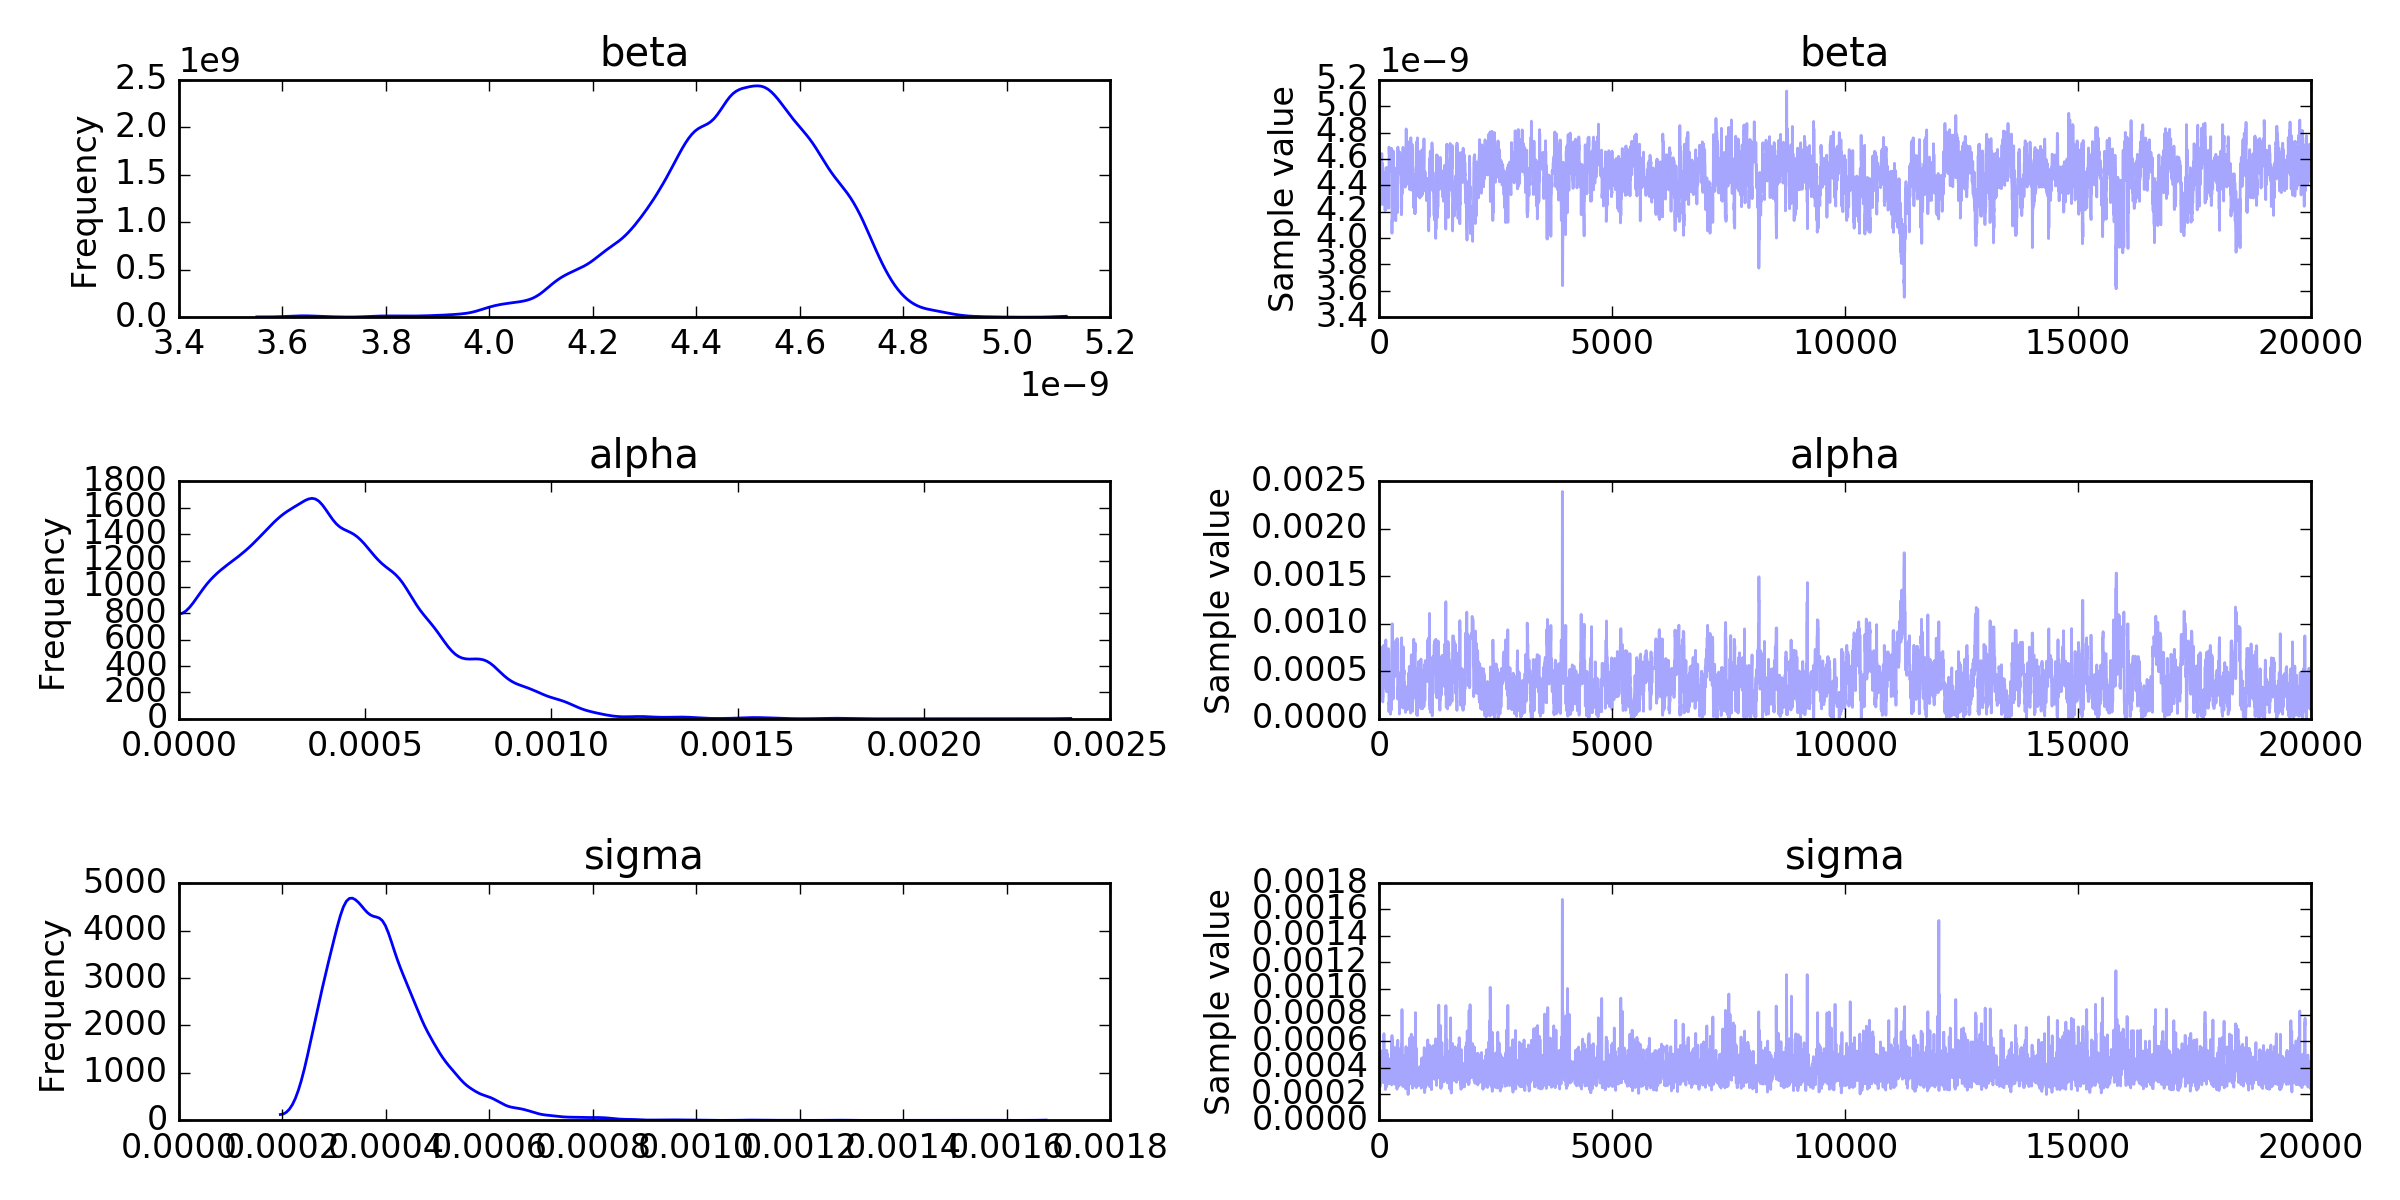 beta
1e9
Frequency
2.5
2.0
1.5
1.0
0.5
0.0
3.4 3.6 3.8 4.0 4.2 4.4 4.6 4.8 5.0 5.2
1e−9
beta
1e−9
Sample value
5.2
5.0
4.8
4.6
4.4
4.2
4.0
3.8
3.6
3.4
0 5000 10000 15000 20000
alpha
Frequency
1800
1600
1400
1200
1000
800
600
400
200
0
0.0000 0.0005 0.0010 0.0015 0.0020 0.0025
alpha
Sample value
0.0025
0.0020
0.0015
0.0010
0.0005
0.0000
0 5000 10000 15000 20000
sigma
Frequency
5000
4000
3000
2000
1000
0
0.0000 0.0002 0.0004 0.0006 0.0008 0.0010 0.0012 0.0014 0.0016 0.0018
sigma
Sample value
0.0018
0.0016
0.0014
0.0012
0.0010
0.0008
0.0006
0.0004
0.0002
0.0000
0 5000 10000 15000 20000